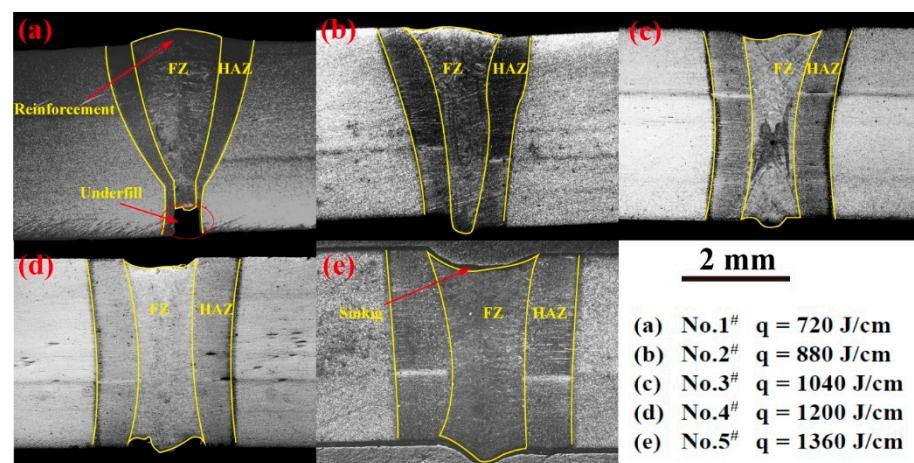 (a)
FZ
HAZ
Reinforcement
Underfill
(b)
FZ
HAZ
(c)
FZ
HAZ
(d)
FZ
HAZ
(e)
Sinkig
FZ
HAZ
2 mm
(a) No.1# q = 720 J/cm
(b) No.2# q = 880 J/cm
(c) No.3# q = 1040 J/cm
(d) No.4# q = 1200 J/cm
(e) No.5# q = 1360 J/cm